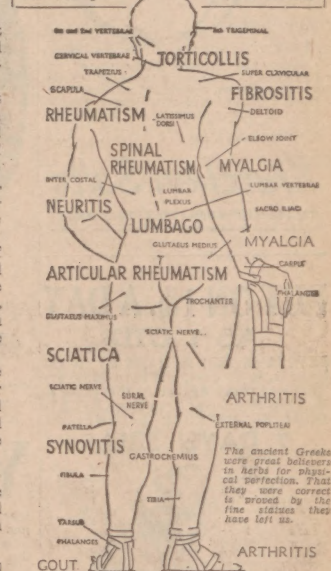 VERTEBRAE
TRIGEMINAL
CERVICAL VERTEBRAE
TORTICOLLIS
TRAPEZIUS
SUPER CLAVICULAR
SCAPULA
FIBROSITIS
RHEUMATISM
LATISSIMUS
DORSI
DELTOID
ELBOW JOINT
SPINAL
RHEUMATISM
MYALGIA
INTER COSTAL
LUMBAR
PLEXUS
LUMBAR VERTEBRAE
NEURITIS
SACRO ILIAC
LUMBAGO
GLUTAEUS MEDIUS
MYALGIA
CARPUS
ARTICULAR RHEUMATISM
PHALANGES
TROCHANTER
GLUTAEUS MAXIMUS
SCIATIC NERVE
SCIATICA
SCIATIC NERVE
SURAL
NERVE
ARTHRITIS
PATELLA
EXTERNAL POPLITEAL
SYNOVITIS
GASTROCNEMIUS
The ancient Greeks
were great believers
in herbs for physi-
cal perfection. That
they were correct
is proved by the
fine statues they
have left us.
FIBULA
TIBIA
TARSUS
PHALANGES
ARTHRITIS
GOUT